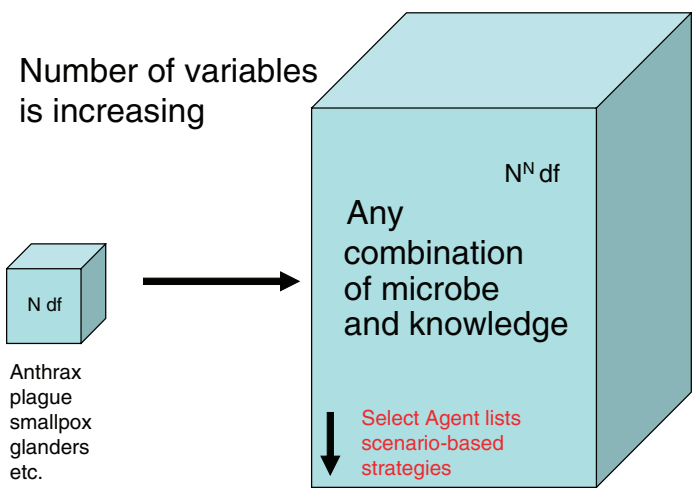 Number of variables
is increasing
N^N df
Any
combination
of microbe
and knowledge
N df
Anthrax
plague
smallpox
glanders
etc.
Select Agent lists
scenario-based
strategies